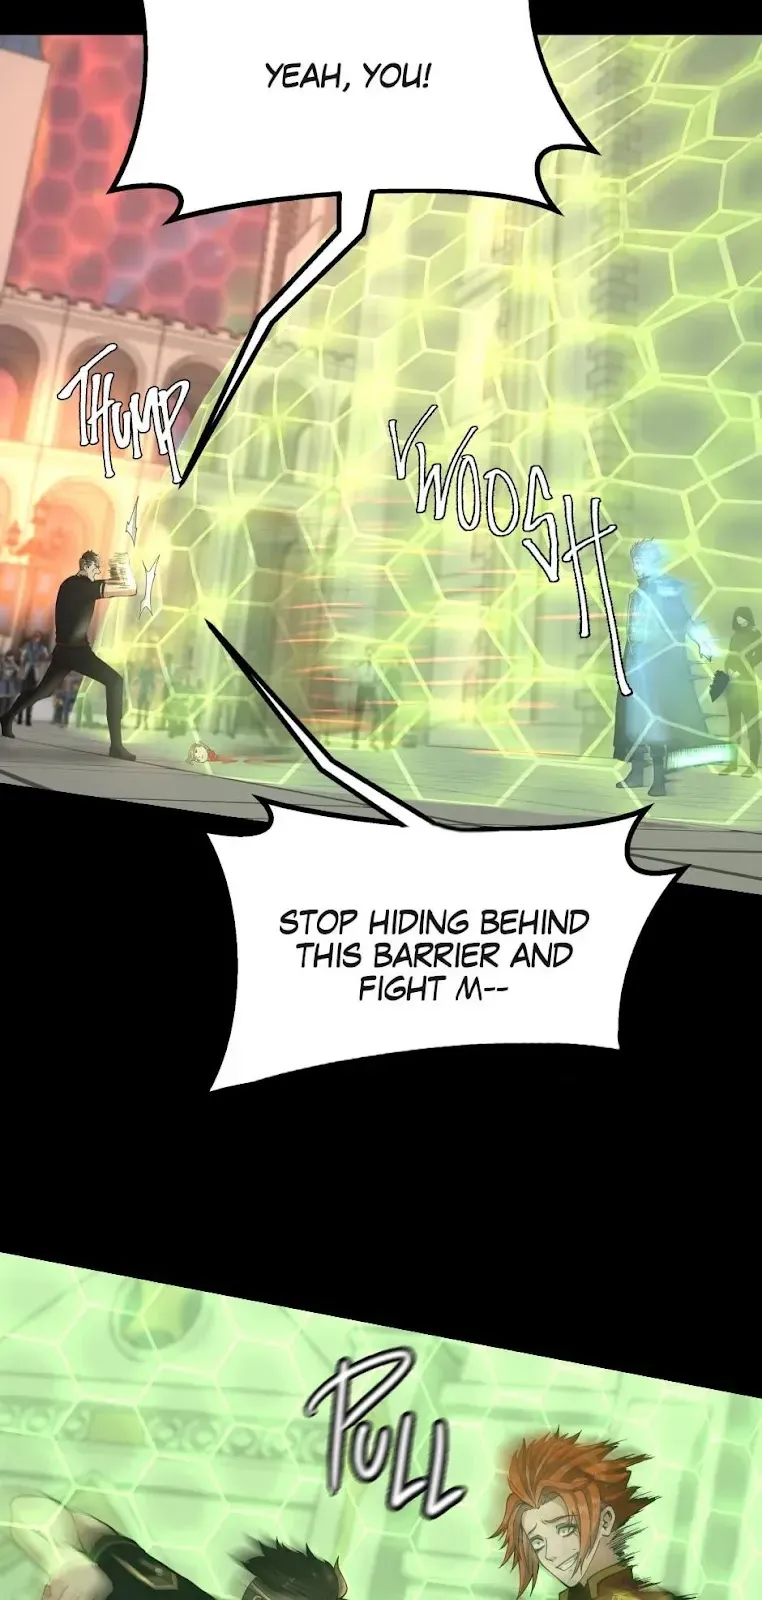 YEAH, YOU!
THUMP
VWOOSH
STOP HIDING BEHIND
THIS BARRIER AND
FIGHT M--
PULL